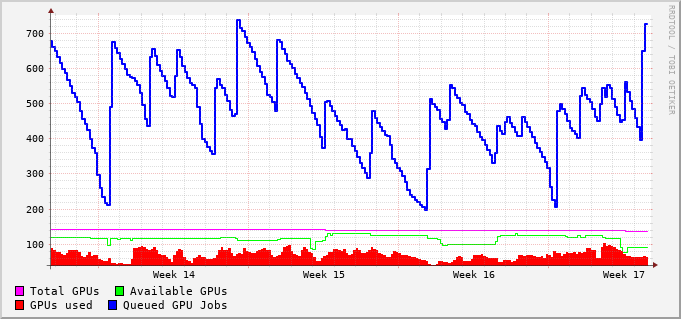 RRDTOOL / TOBI OETIKER
700
600
500
400
300
200
100
Week 14 Week 15 Week 16 Week 17
Total GPUs Available GPUs
GPUs used Queued GPU Jobs